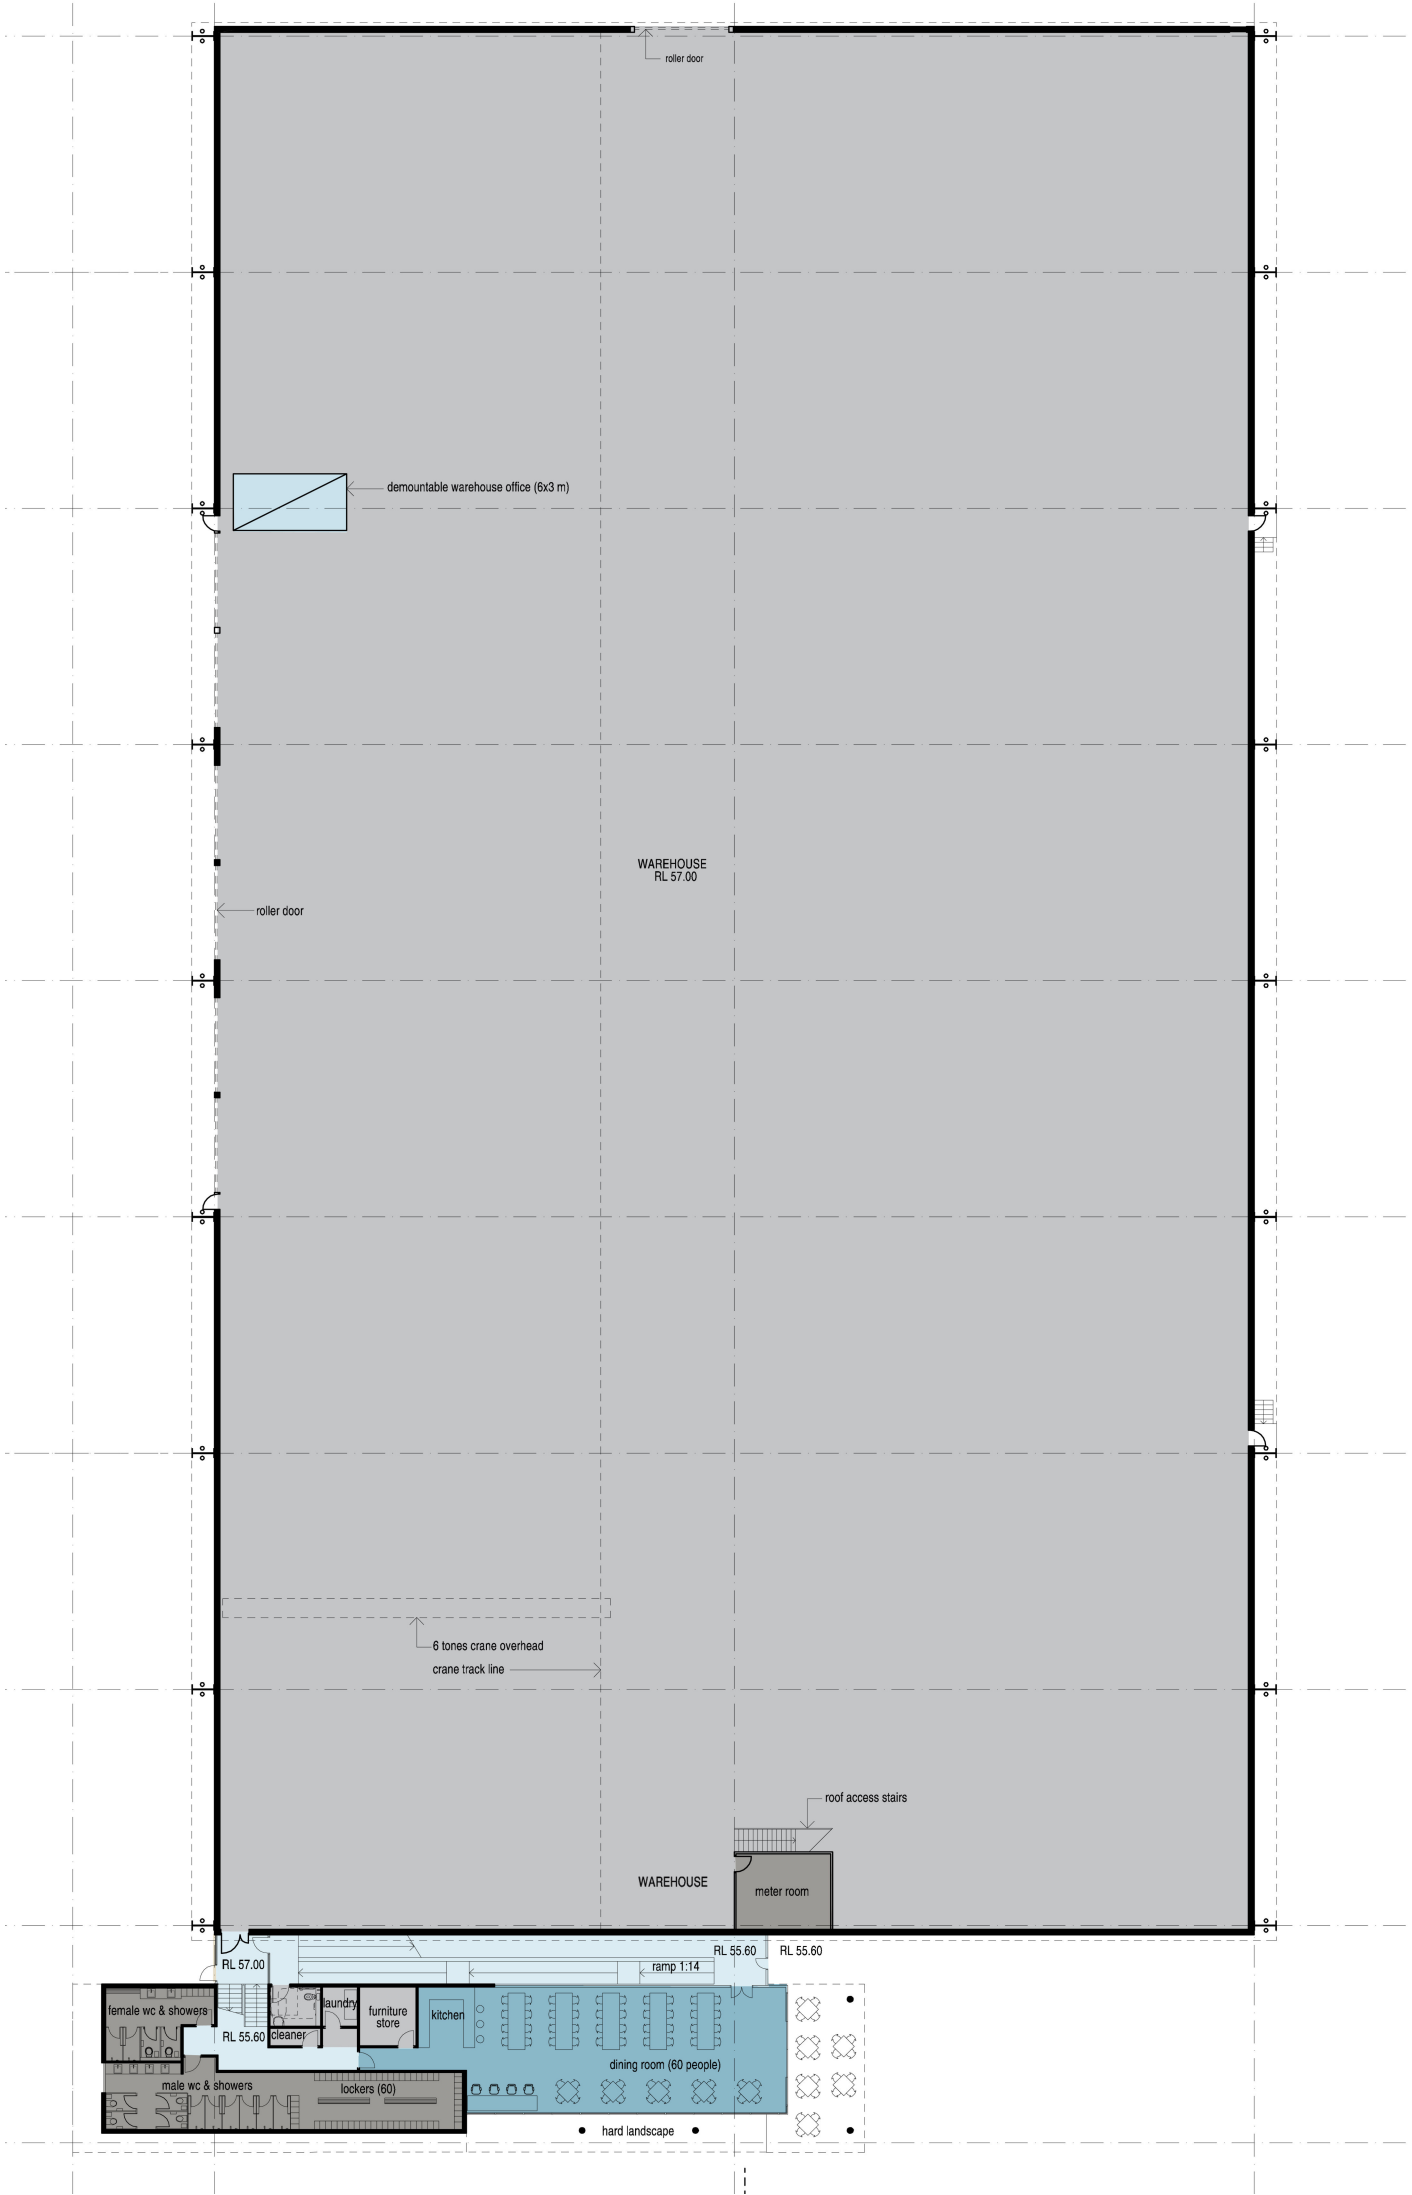 roller door
demountable warehouse office (6x3 m)
WAREHOUSE
RL 57.00
roller door
6 tones crane overhead
crane track line
roof access stairs
WAREHOUSE
meter room
RL 57.00
RL 55.60
RL 55.60
ramp 1:14
female wc & showers
laundry
furniture
store
kitchen
RL 55.60
cleaner
dining room (60 people)
male wc & showers
lockers (60)
hard landscape